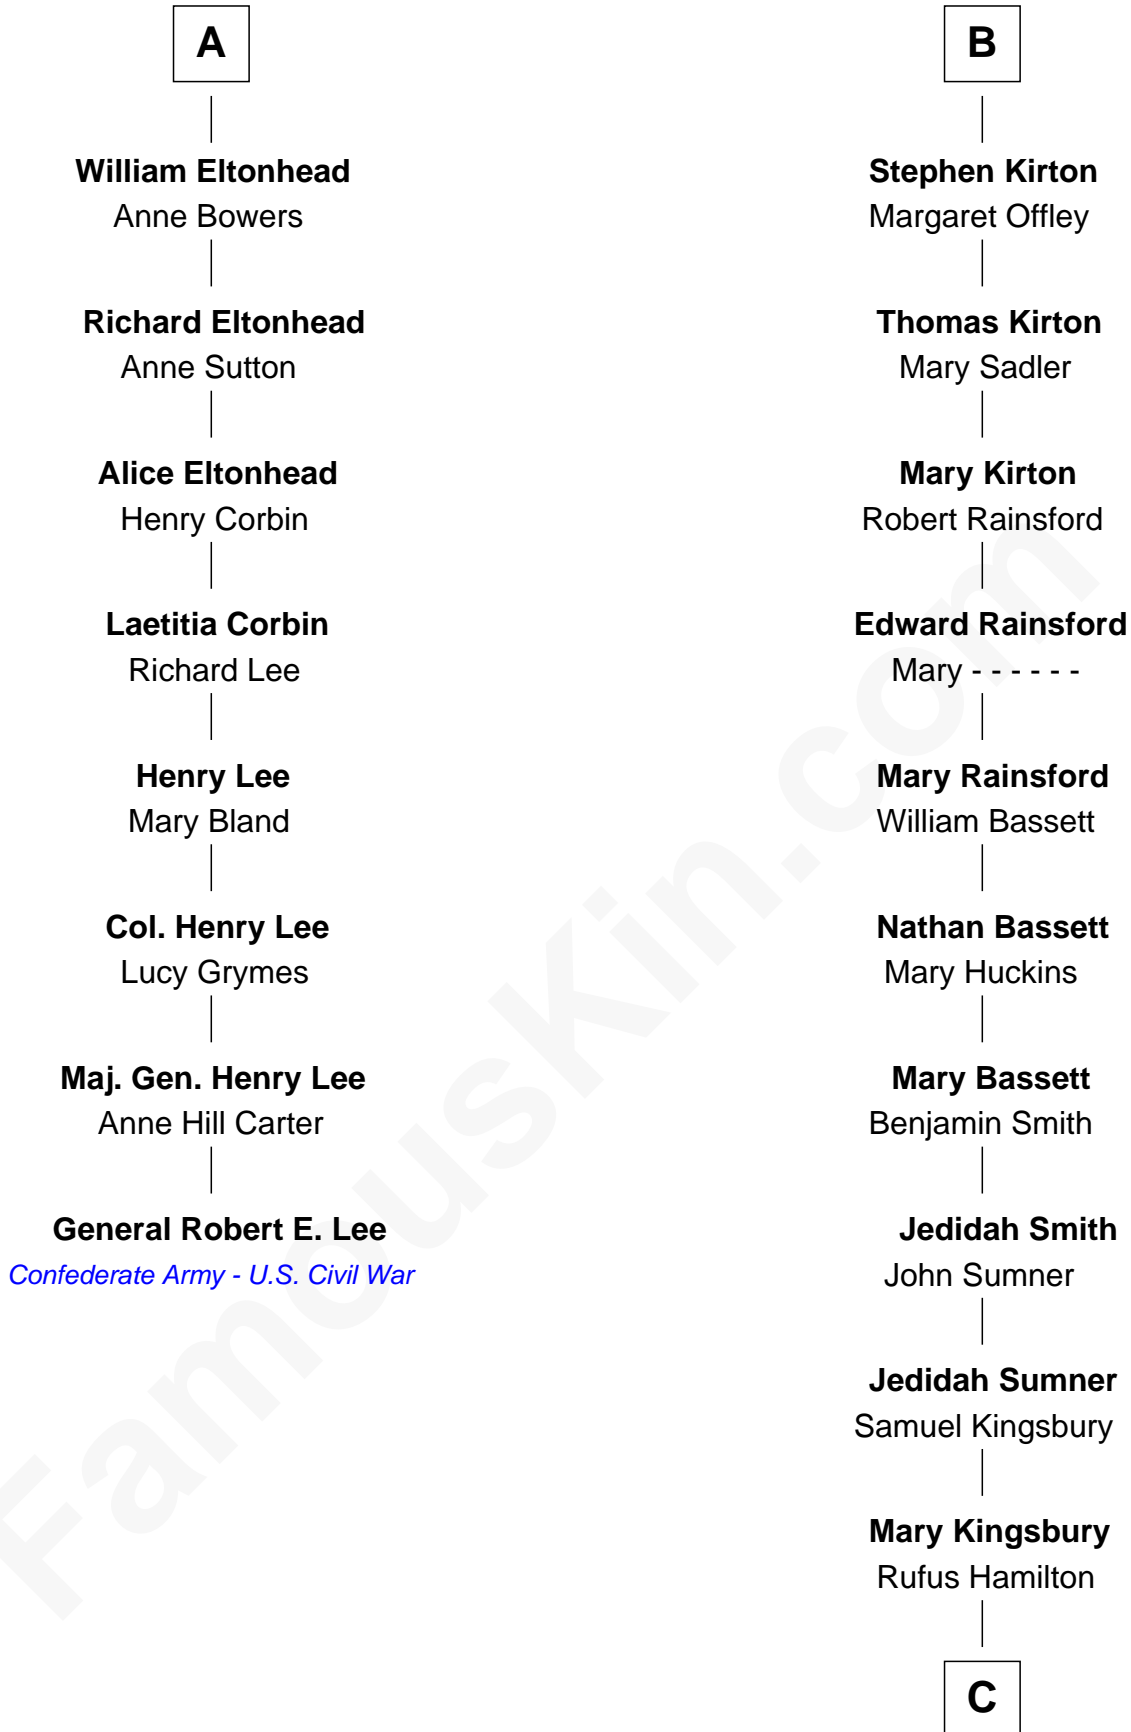 A
William Eltonhead
Anne Bowers
Richard Eltonhead
Anne Sutton
Alice Eltonhead
Henry Corbin
Laetitia Corbin
Richard Lee
Henry Lee
Mary Bland
Col. Henry Lee
Lucy Grymes
Maj. Gen. Henry Lee
Anne Hill Carter
General Robert E. Lee
Confederate Army - U.S. Civil War
B
Stephen Kirton
Margaret Offley
Thomas Kirton
Mary Sadler
Mary Kirton
Robert Rainsford
Edward Rainsford
Mary - - - - - -
Mary Rainsford
William Bassett
Nathan Bassett
Mary Huckins
Mary Bassett
Benjamin Smith
Jedidah Smith
John Sumner
Jedidah Sumner
Samuel Kingsbury
Mary Kingsbury
Rufus Hamilton
C
FamousKin.com